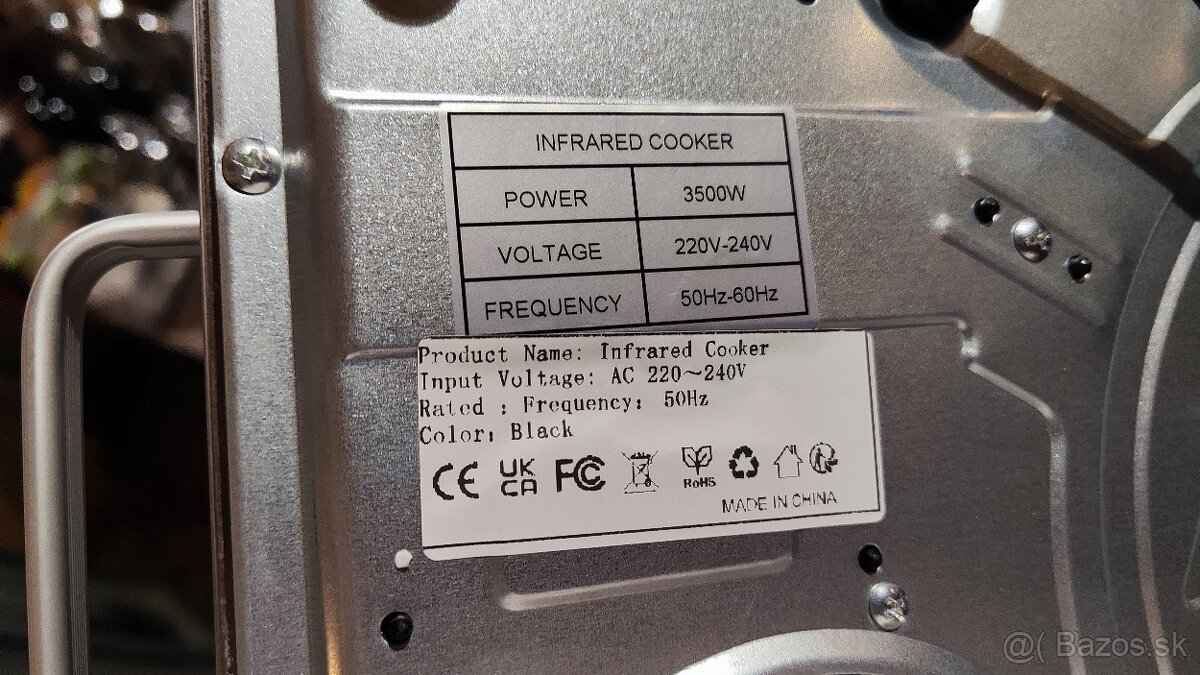 INFRARED COOKER
POWER 3500W
VOLTAGE 220V-240V
FREQUENCY 50Hz-60Hz
Product Name: Infrared Cooker
Input Voltage: AC 220~240V
Rated : Frequency: 50Hz
Color: Black
CE UK CA FC RoHS
MADE IN CHINA
@( Bazos.sk